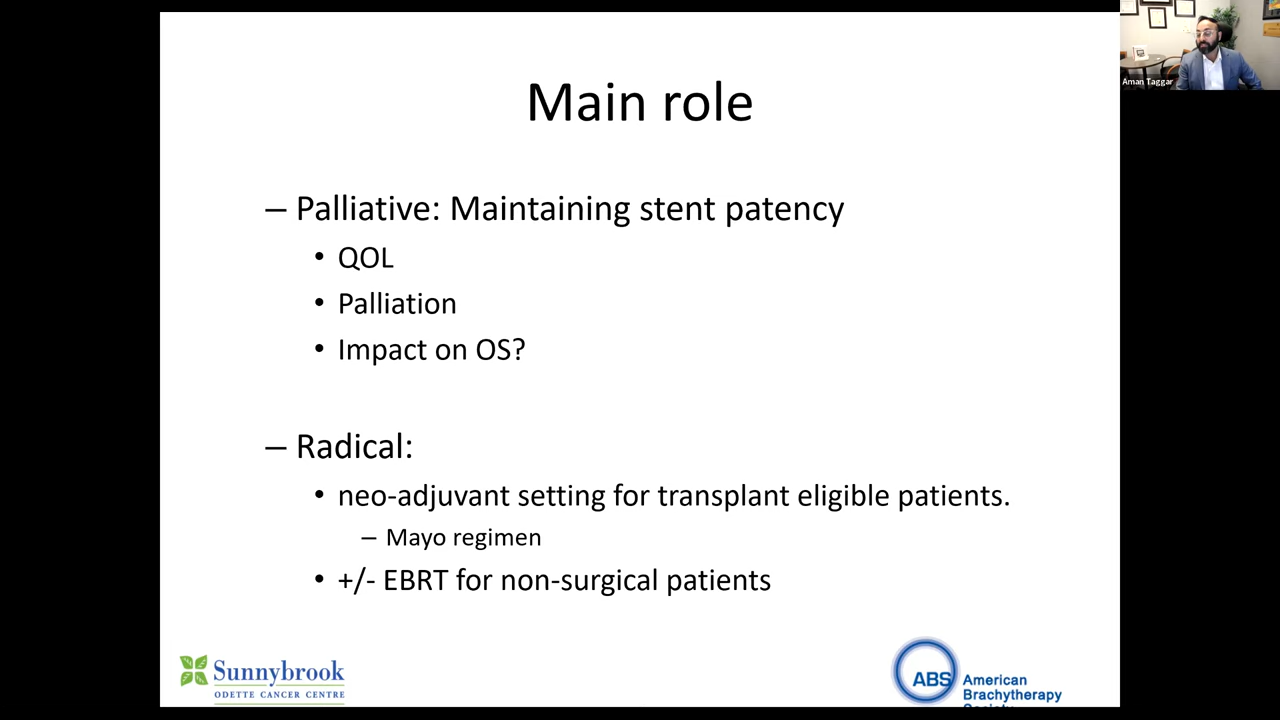 Main role
– Palliative: Maintaining stent patency
• QOL
• Palliation
• Impact on OS?
– Radical:
• neo-adjuvant setting for transplant eligible patients.
– Mayo regimen
• +/- EBRT for non-surgical patients
Sunnybrook
ODETTE CANCER CENTRE
ABS
American
Brachytherapy
Society
Aman Taggar